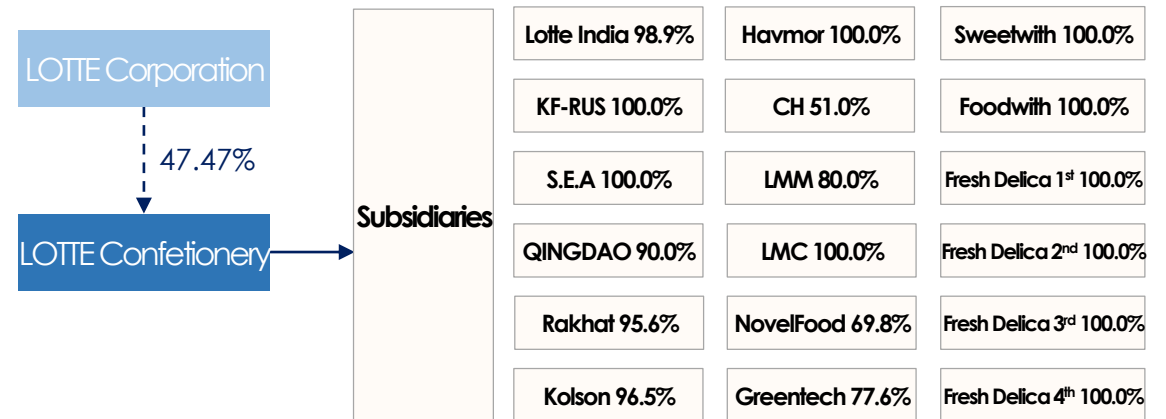 LOTTE Corporation
47.47%
LOTTE Confetionery
Subsidiaries
Lotte India 98.9%
Havmor 100.0%
Sweetwith 100.0%
KF-RUS 100.0%
CH 51.0%
Foodwith 100.0%
S.E.A 100.0%
LMM 80.0%
Fresh Delica 1st 100.0%
QINGDAO 90.0%
LMC 100.0%
Fresh Delica 2nd 100.0%
Rakhat 95.6%
NovelFood 69.8%
Fresh Delica 3rd 100.0%
Kolson 96.5%
Greentech 77.6%
Fresh Delica 4th 100.0%